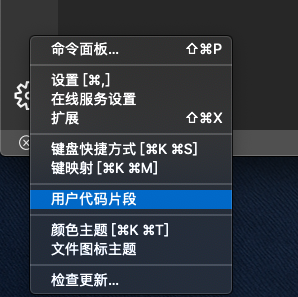 命令面板... ⇧⌘P
设置 [⌘,]
在线服务设置
扩展 ⇧⌘X
键盘快捷方式 [⌘K ⌘S]
键映射 [⌘K ⌘M]
用户代码片段
颜色主题 [⌘K ⌘T]
文件图标主题
检查更新...